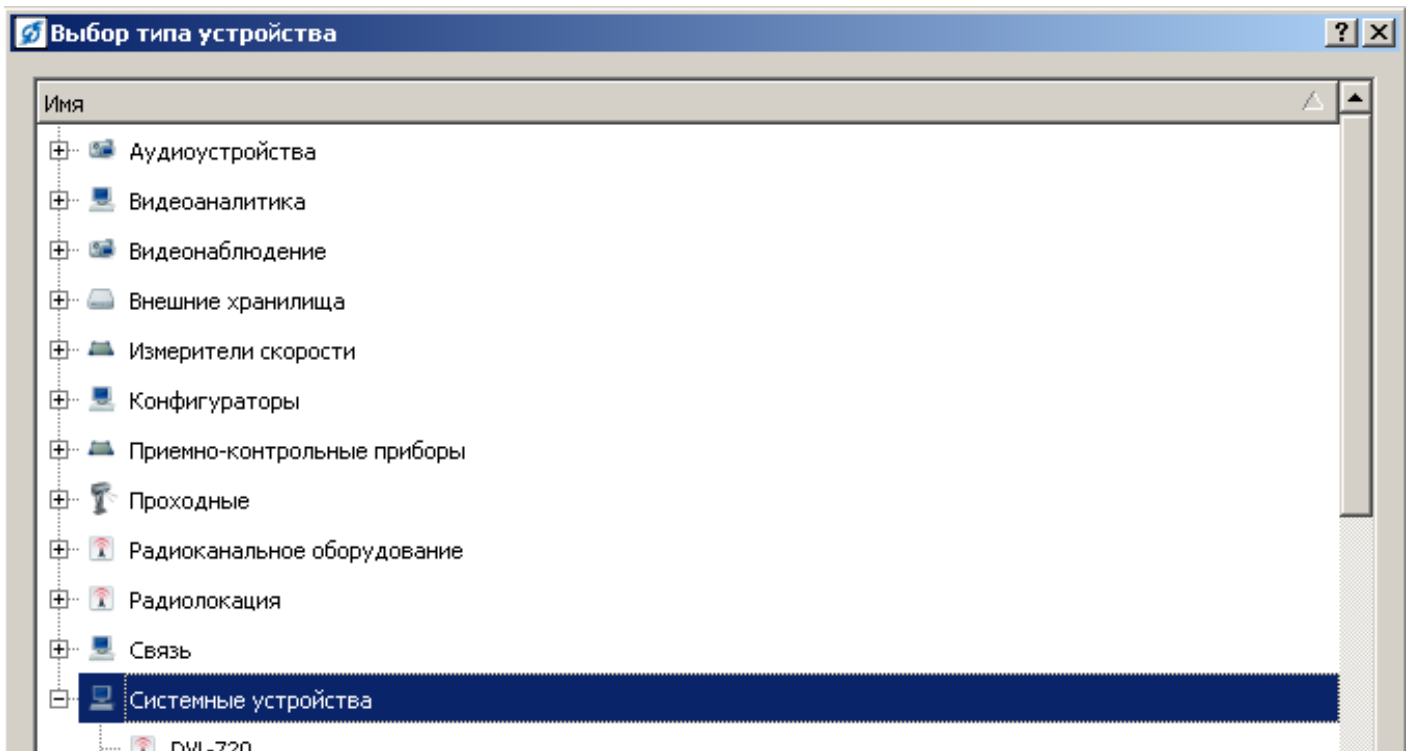 Выбор типа устройства
Имя
Аудиоустройства
Видеоаналитика
Видеонаблюдение
Внешние хранилища
Измерители скорости
Конфигураторы
Приемно-контрольные приборы
Проходные
Радиоканальное оборудование
Радиолокация
Связь
Системные устройства